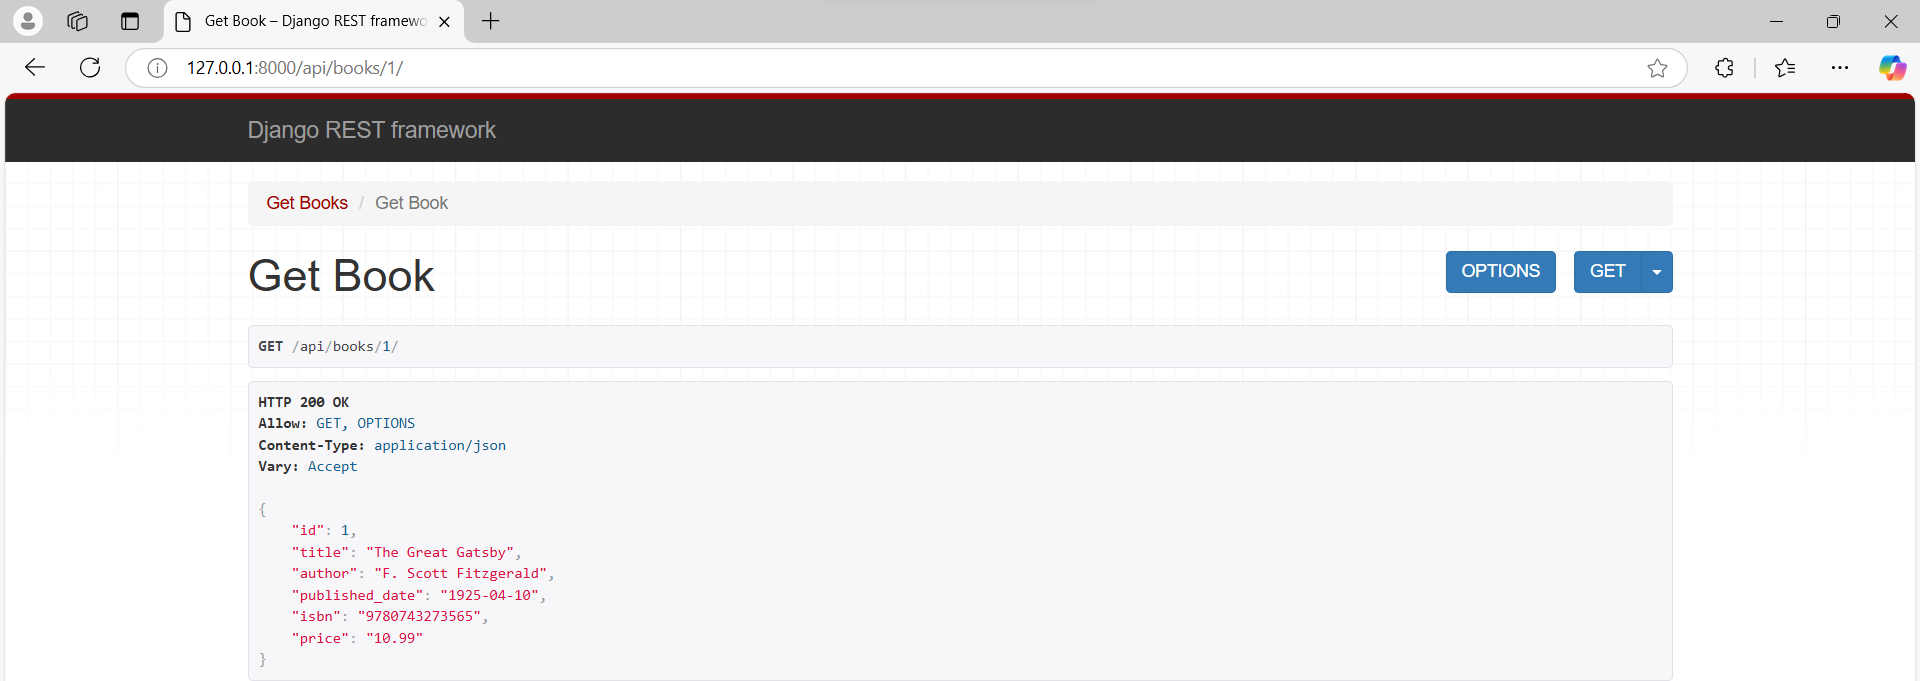 Get Book – Django REST framewo
127.0.0.1:8000/api/books/1/
Django REST framework
Get Books / Get Book
Get Book
OPTIONS GET
GET /api/books/1/
HTTP 200 OK
Allow: GET, OPTIONS
Content-Type: application/json
Vary: Accept
{
    "id": 1,
    "title": "The Great Gatsby",
    "author": "F. Scott Fitzgerald",
    "published_date": "1925-04-10",
    "isbn": "9780743273565",
    "price": "10.99"
}